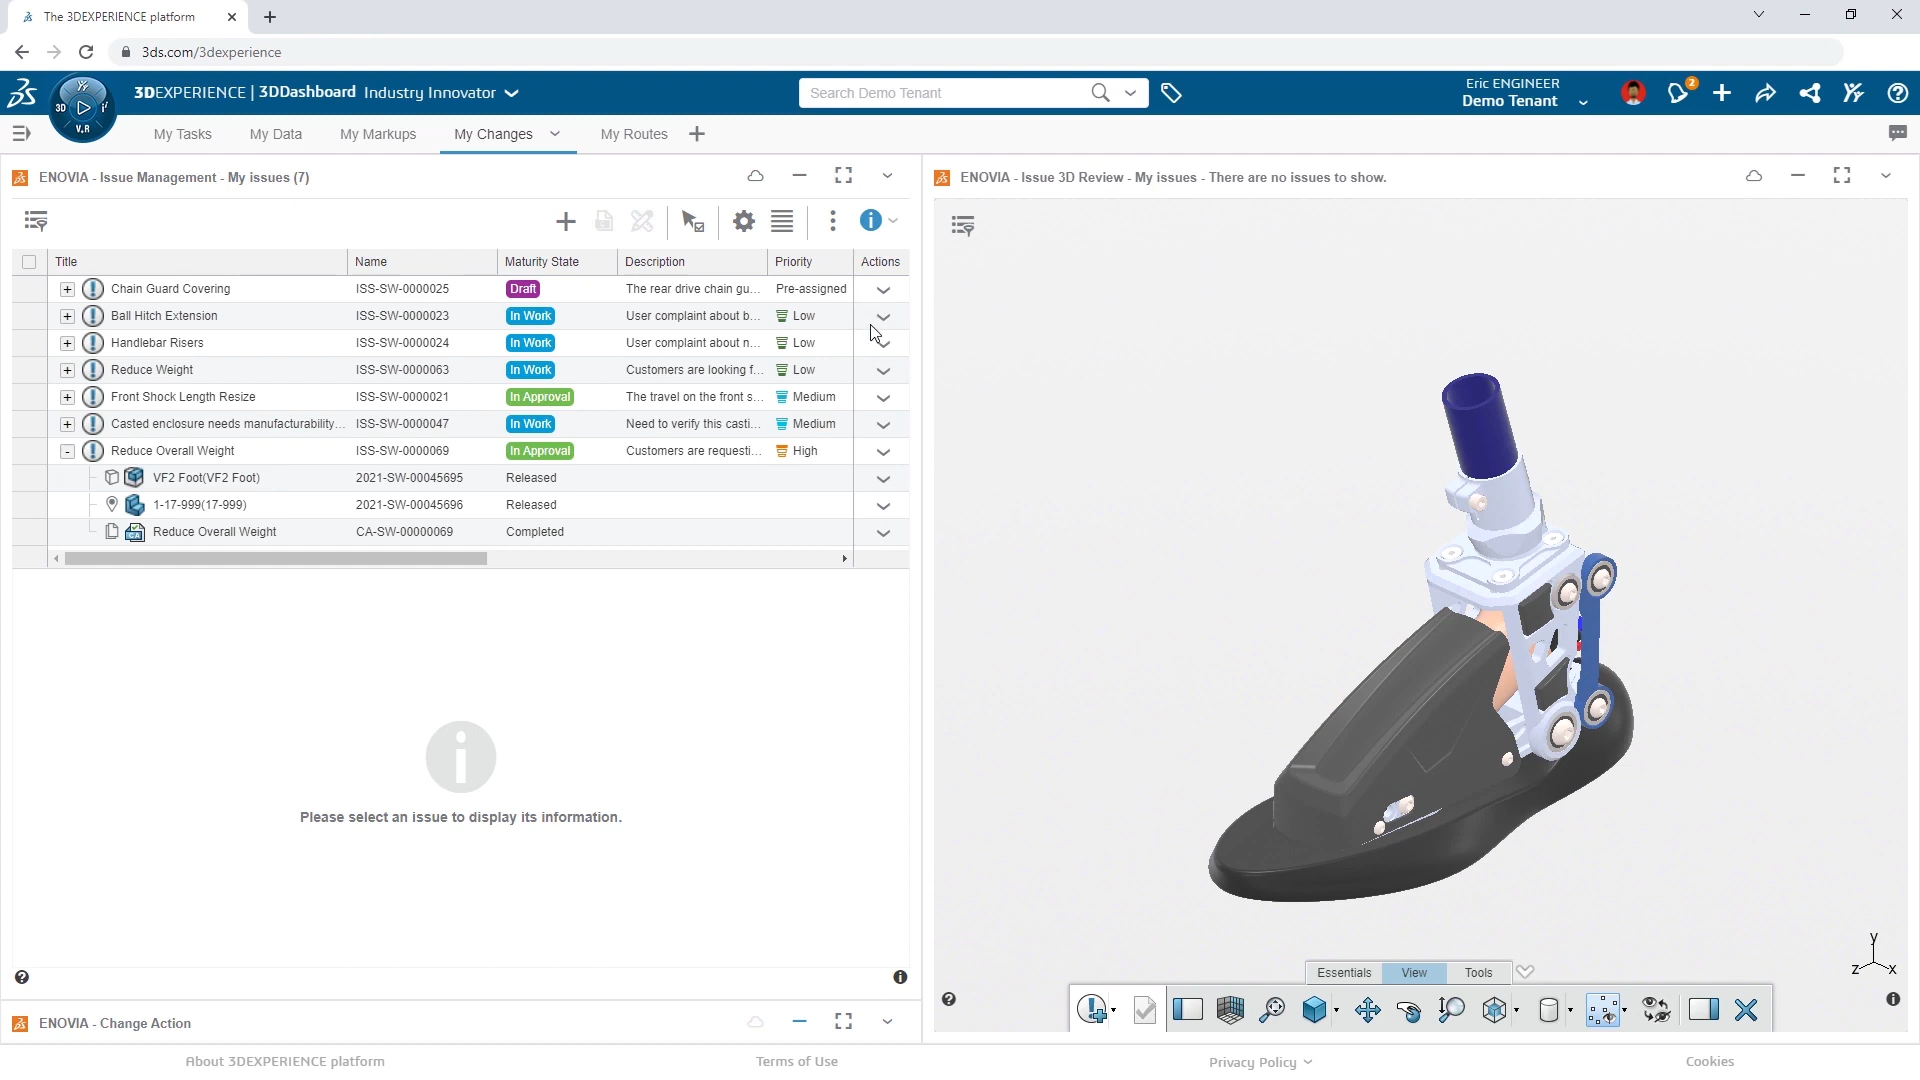 The 3DEXPERIENCE platform
3ds.com/3dexperience
3D
V.R
3DEXPERIENCE | 3DDashboard Industry Innovator
Search Demo Tenant
Eric ENGINEER
Demo Tenant
2
My Tasks
My Data
My Markups
My Changes
My Routes
ENOVIA - Issue Management - My issues (7)
Title Name Maturity State Description Priority Actions
Chain Guard Covering ISS-SW-0000025 Draft The rear drive chain gu... Pre-assigned
Ball Hitch Extension ISS-SW-0000023 In Work User complaint about b... Low
Handlebar Risers ISS-SW-0000024 In Work User complaint about n... Low
Reduce Weight ISS-SW-0000063 In Work Customers are looking f... Low
Front Shock Length Resize ISS-SW-0000021 In Approval The travel on the front s... Medium
Casted enclosure needs manufacturability... ISS-SW-0000047 In Work Need to verify this casti... Medium
Reduce Overall Weight ISS-SW-0000069 In Approval Customers are requesti... High
VF2 Foot(VF2 Foot) 2021-SW-00045695 Released
1-17-999(17-999) 2021-SW-00045696 Released
CA Reduce Overall Weight CA-SW-00000069 Completed
Please select an issue to display its information.
ENOVIA - Change Action
ENOVIA - Issue 3D Review - My issues - There are no issues to show.
y
z x
Essentials View Tools
About 3DEXPERIENCE platform
Terms of Use
Privacy Policy
Cookies